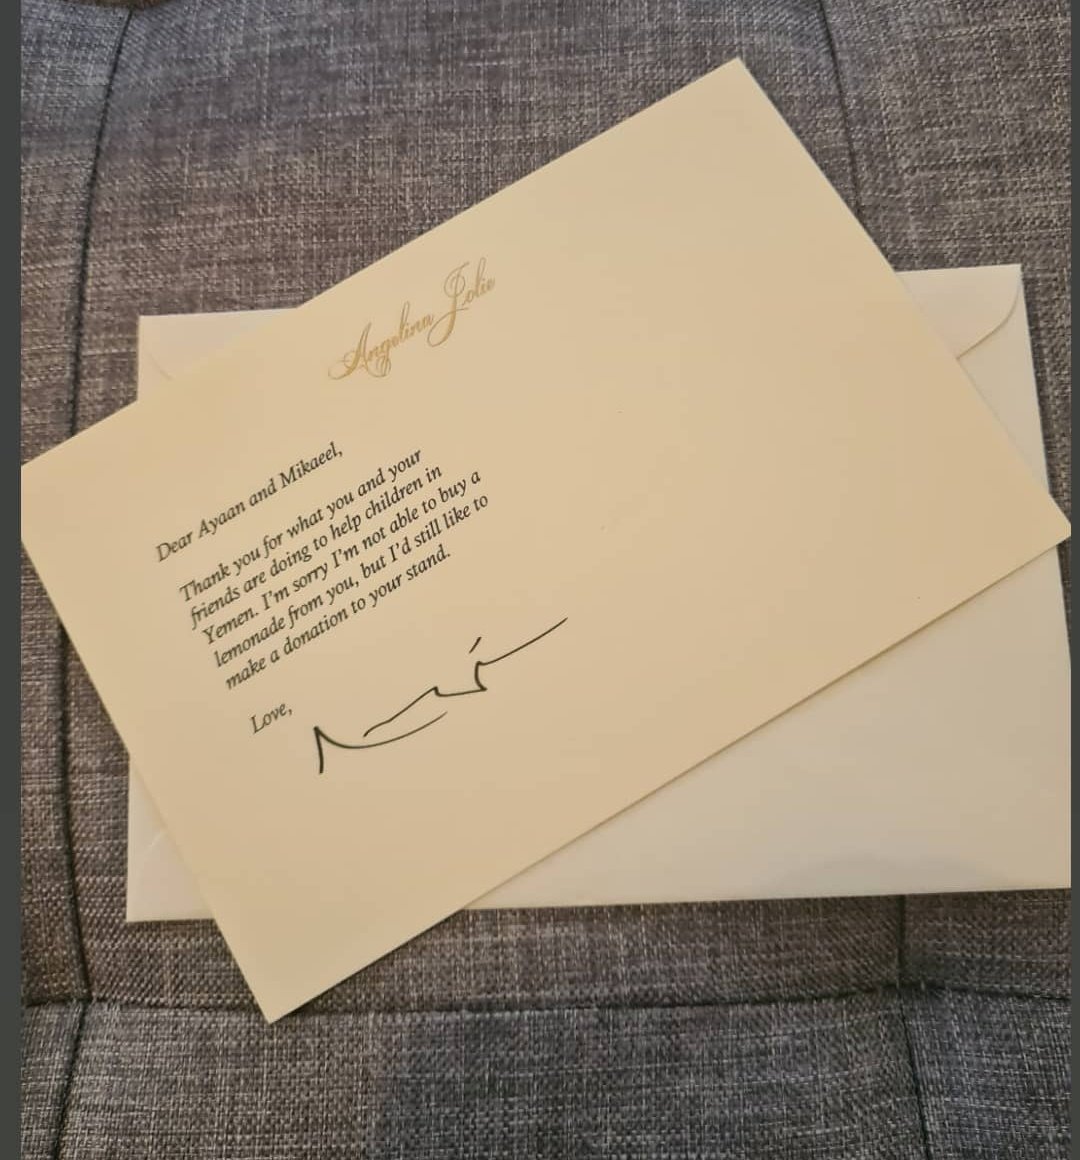 Angelina Jolie
Dear Ayaan and Mikaeel,
Thank you for what you and your
friends are doing to help children in
Yemen. I'm sorry I'm not able to buy a
lemonade from you, but I'd still like to
make a donation to your stand.
Love,